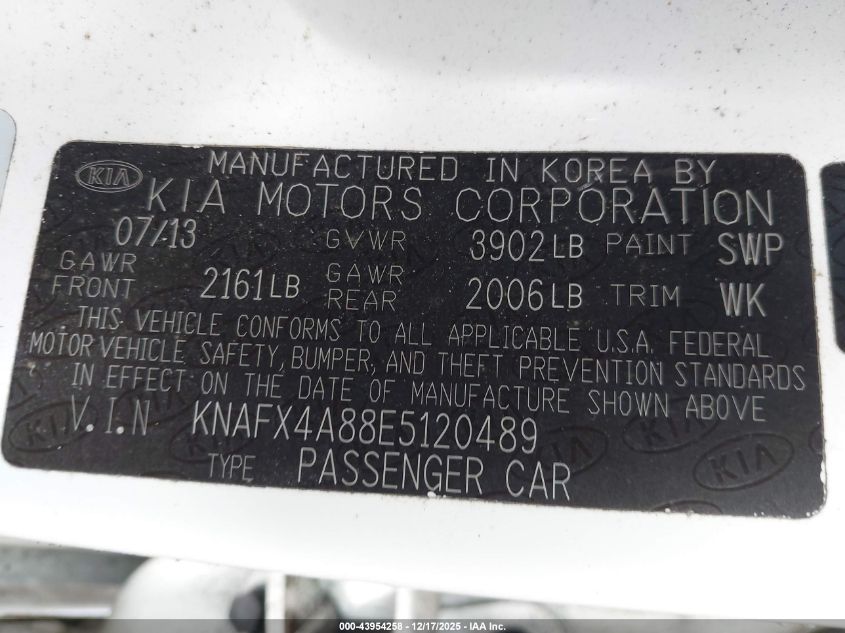 MANUFACTURED IN KOREA BY
KIA KIA MOTORS CORPORATION
07/13 GVWR 3902LB PAINT SWP
GAWR FRONT 2161LB GAWR REAR 2006LB TRIM WK
THIS VEHICLE CONFORMS TO ALL APPLICABLE U.S.A. FEDERAL
MOTOR VEHICLE SAFETY, BUMPER, AND THEFT PREVENTION STANDARDS
IN EFFECT ON THE DATE OF MANUFACTURE SHOWN ABOVE
V.I.N KNAFX4A88E5120489
TYPE PASSENGER CAR
KIA
000-43954258 - 12/17/2025 - IAA Inc.